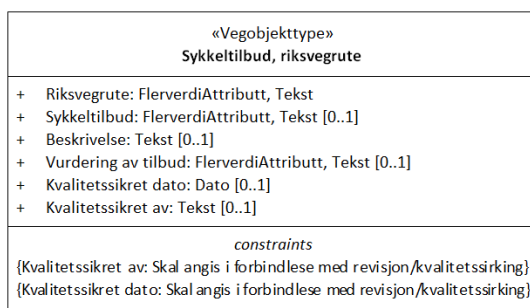 «Vegobjekttype»
Sykkeltilbud, riksvegrute
+ Riksvegrute: FlerverdiAttributt, Tekst
+ Sykkeltilbud: FlerverdiAttributt, Tekst [0..1]
+ Beskrivelse: Tekst [0..1]
+ Vurdering av tilbud: FlerverdiAttributt, Tekst [0..1]
+ Kvalitetssikret dato: Dato [0..1]
+ Kvalitetssikret av: Tekst [0..1]
constraints
{Kvalitetssikret av: Skal angis i forbindlese med revisjon/kvalitetssirking}
{Kvalitetssikret dato: Skal angis i forbindlese med revisjon/kvalitetssirking}